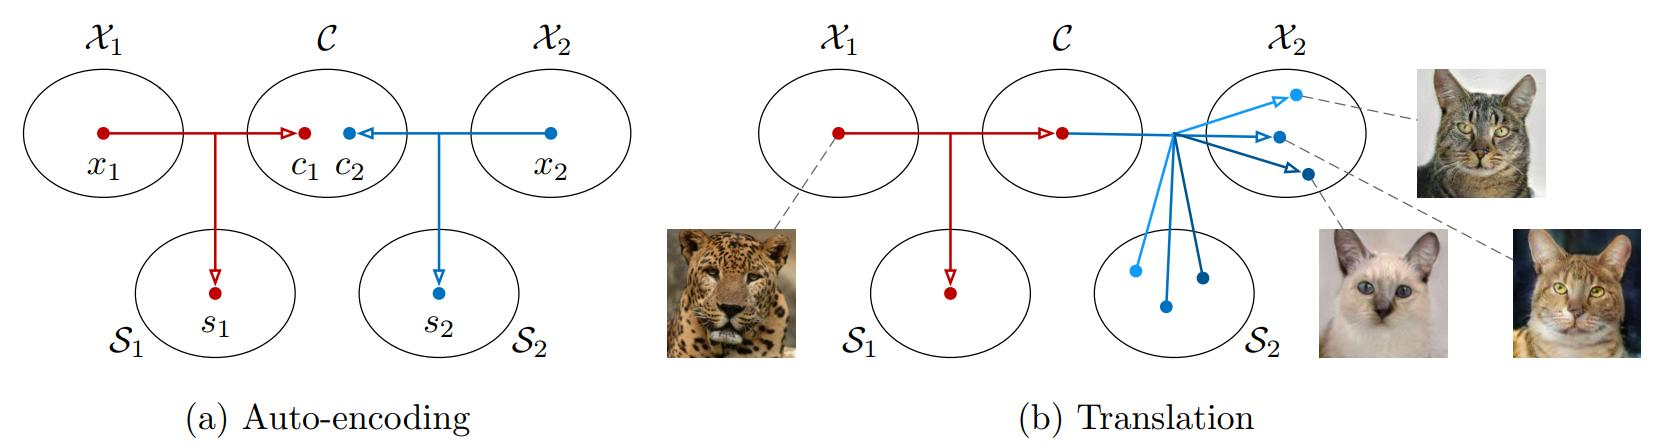 𝒳₁ 𝒞 𝒳₂ 𝒳₁ 𝒞 𝒳₂
x₁ c₁ c₂ x₂
s₁ s₂
𝒮₁ 𝒮₂ 𝒮₁ 𝒮₂
(a) Auto-encoding
(b) Translation